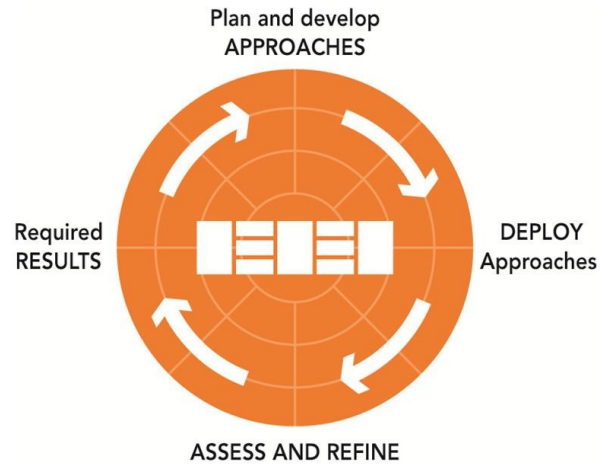 Plan and develop
APPROACHES
Required
RESULTS
DEPLOY
Approaches
ASSESS AND REFINE